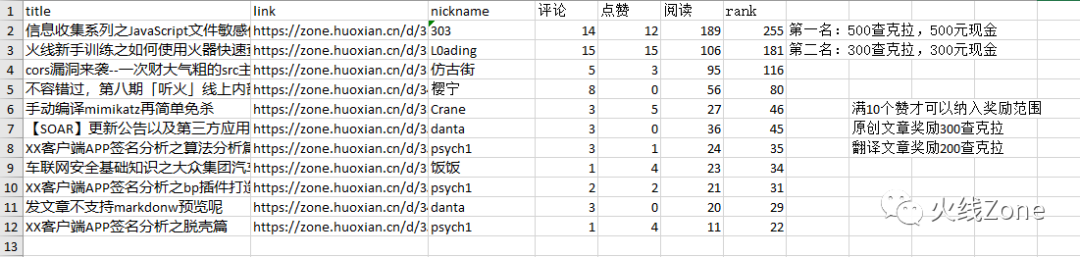 1 title link nickname 评论 点赞 阅读 rank
2 信息收集系列之JavaScript文件敏感 https://zone.huoxian.cn/d/3 303 14 12 189 255 第一名：500查克拉，500元现金
3 火线新手训练之如何使用火器快速 https://zone.huoxian.cn/d/3 L0ading 15 15 106 181 第二名：300查克拉，300元现金
4 cors漏洞来袭--一次财大气粗的src主 https://zone.huoxian.cn/d/3 仿古街 5 3 95 116
5 不容错过，第八期「听火」线上内 https://zone.huoxian.cn/d/3 樱宁 8 0 56 80
6 手动编译mimikatz再简单免杀 https://zone.huoxian.cn/d/3 Crane 3 5 27 46 满10个赞才可以纳入奖励范围
7 【SOAR】更新公告以及第三方应用 https://zone.huoxian.cn/d/3 danta 3 0 36 45 原创文章奖励300查克拉
8 XX客户端APP签名分析之算法分析篇 https://zone.huoxian.cn/d/3 psych1 3 1 24 35 翻译文章奖励200查克拉
9 车联网安全基础知识之大众集团汽车 https://zone.huoxian.cn/d/3 饭饭 1 4 23 34
10 XX客户端APP签名分析之bp插件打造 https://zone.huoxian.cn/d/3 psych1 2 2 21 31
11 发文章不支持markdonw预览呢 https://zone.huoxian.cn/d/3 danta 3 0 20 29
12 XX客户端APP签名分析之脱壳篇 https://zone.huoxian.cn/d/3 psych1 1 4 11 22
13
火线Zone